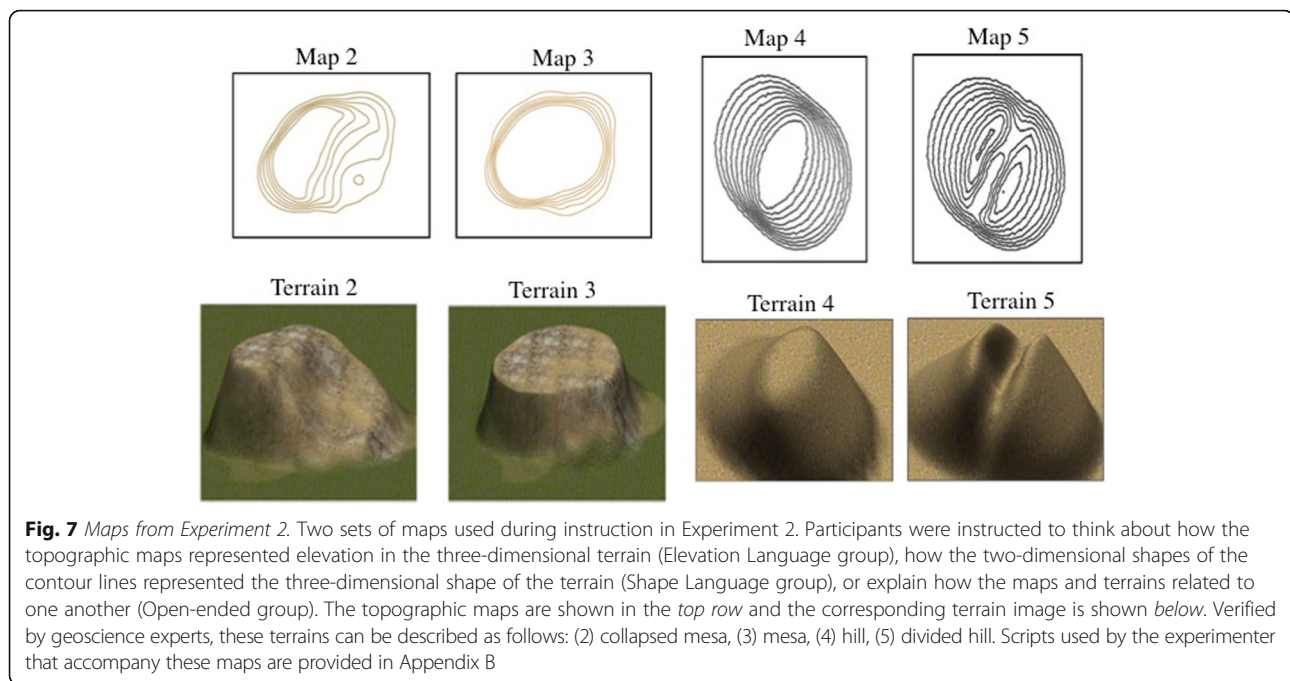 Map 2
Map 3
Map 4
Map 5
Terrain 2
Terrain 3
Terrain 4
Terrain 5
Fig. 7 Maps from Experiment 2. Two sets of maps used during instruction in Experiment 2. Participants were instructed to think about how the
topographic maps represented elevation in the three-dimensional terrain (Elevation Language group), how the two-dimensional shapes of the
contour lines represented the three-dimensional shape of the terrain (Shape Language group), or explain how the maps and terrains related to
one another (Open-ended group). The topographic maps are shown in the top row and the corresponding terrain image is shown below. Verified
by geoscience experts, these terrains can be described as follows: (2) collapsed mesa, (3) mesa, (4) hill, (5) divided hill. Scripts used by the experimenter
that accompany these maps are provided in Appendix B